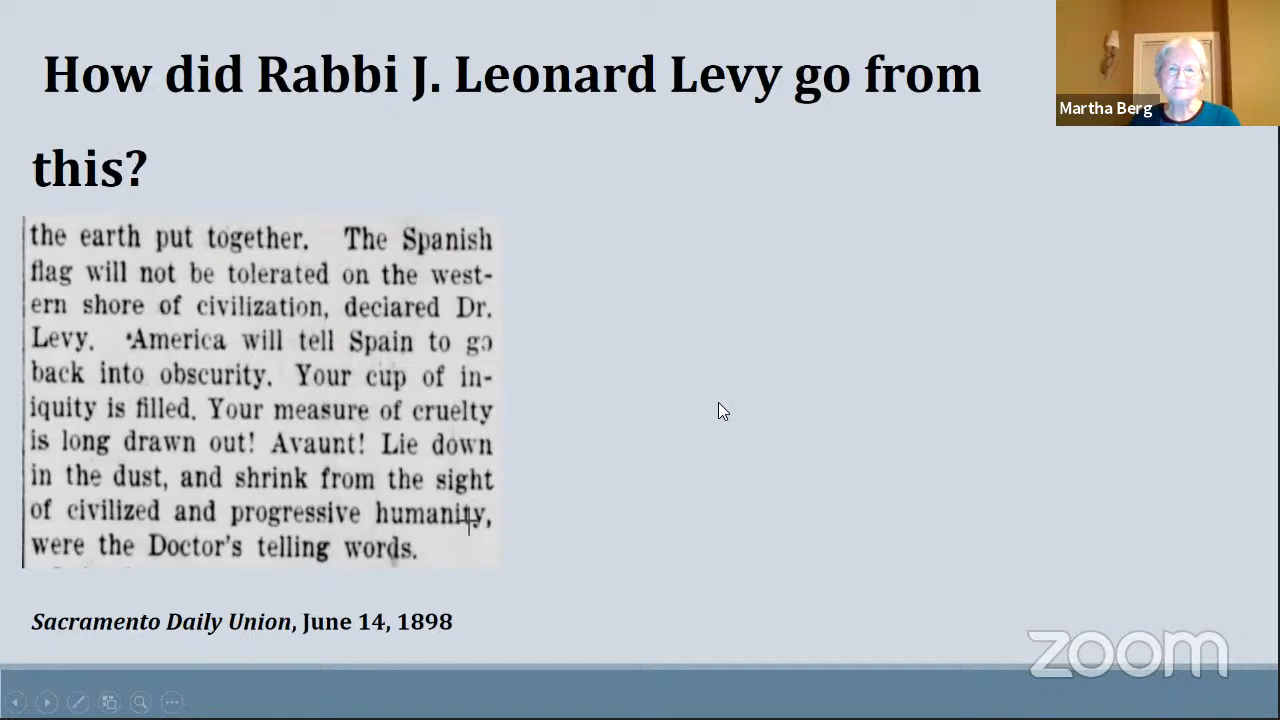 How did Rabbi J. Leonard Levy go from
this?
Martha Berg
the earth put together. The Spanish
flag will not be tolerated on the west-
ern shore of civilization, declared Dr.
Levy. 'America will tell Spain to go
back into obscurity. Your cup of in-
iquity is filled. Your measure of cruelty
is long drawn out! Avaunt! Lie down
in the dust, and shrink from the sight
of civilized and progressive humanity,
were the Doctor's telling words.
Sacramento Daily Union, June 14, 1898
zoom